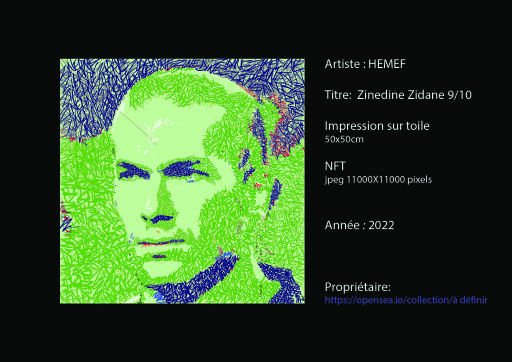 Artiste : HEMEF
Titre:  Zinedine Zidane 9/10
Impression sur toile
50x50cm
NFT
jpeg 11000X11000 pixels
Année : 2022
Propriétaire:
https://opensea.io/collection/à définir